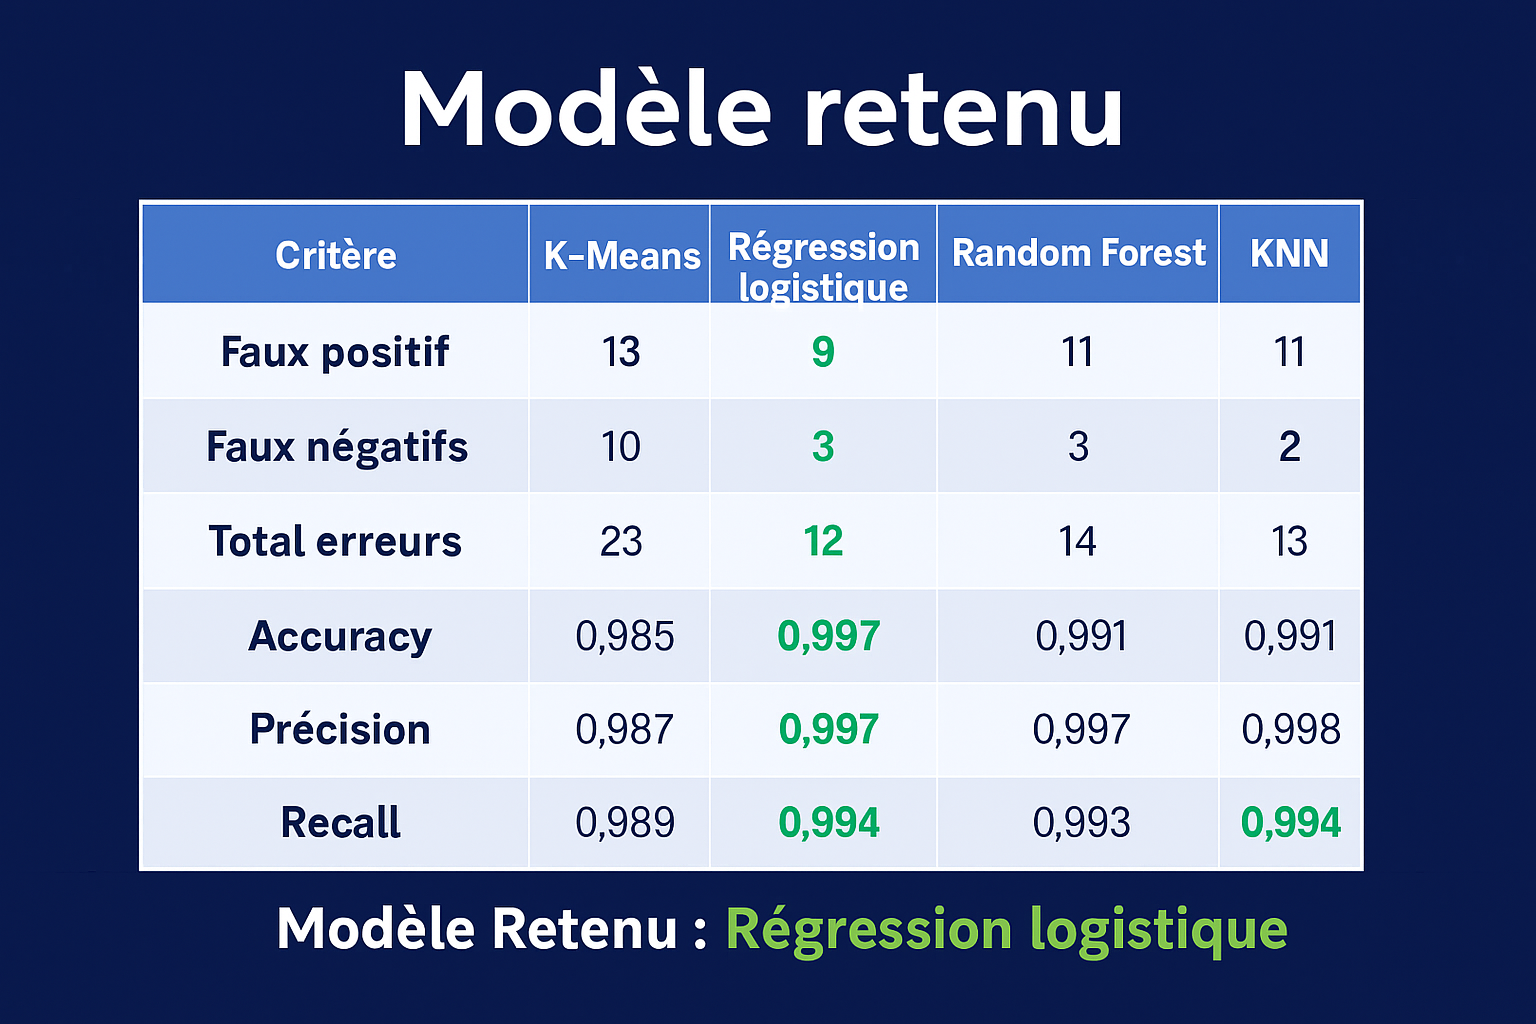 Modèle retenu
Critère K-Means Régression logistique Random Forest KNN
Faux positif 13 9 11 11
Faux négatifs 10 3 3 2
Total erreurs 23 12 14 13
Accuracy 0,985 0,997 0,991 0,991
Précision 0,987 0,997 0,997 0,998
Recall 0,989 0,994 0,993 0,994
Modèle Retenu : Régression logistique